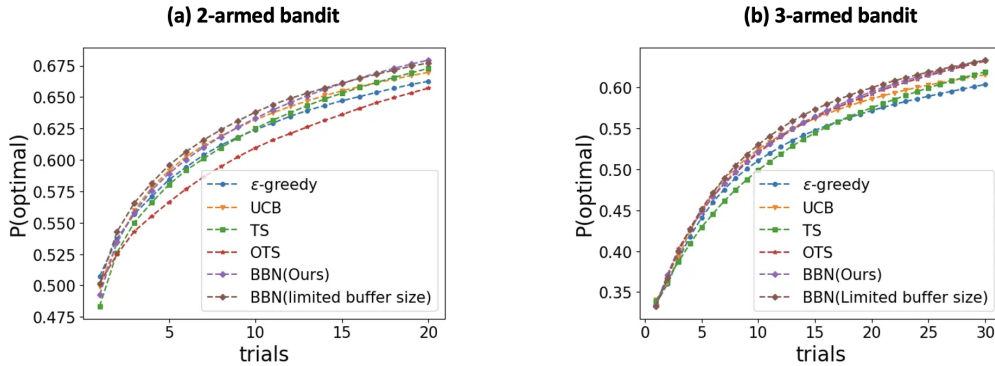 (a) 2-armed bandit
P(optimal)
0.675
0.650
0.625
0.600
0.575
0.550
0.525
0.500
0.475
5
10
15
20
trials
ε-greedy
UCB
TS
OTS
BBN(Ours)
BBN(limited buffer size)
(b) 3-armed bandit
P(optimal)
0.60
0.55
0.50
0.45
0.40
0.35
0
5
10
15
20
25
30
trials
ε-greedy
UCB
TS
OTS
BBN(Ours)
BBN(Limited buffer size)